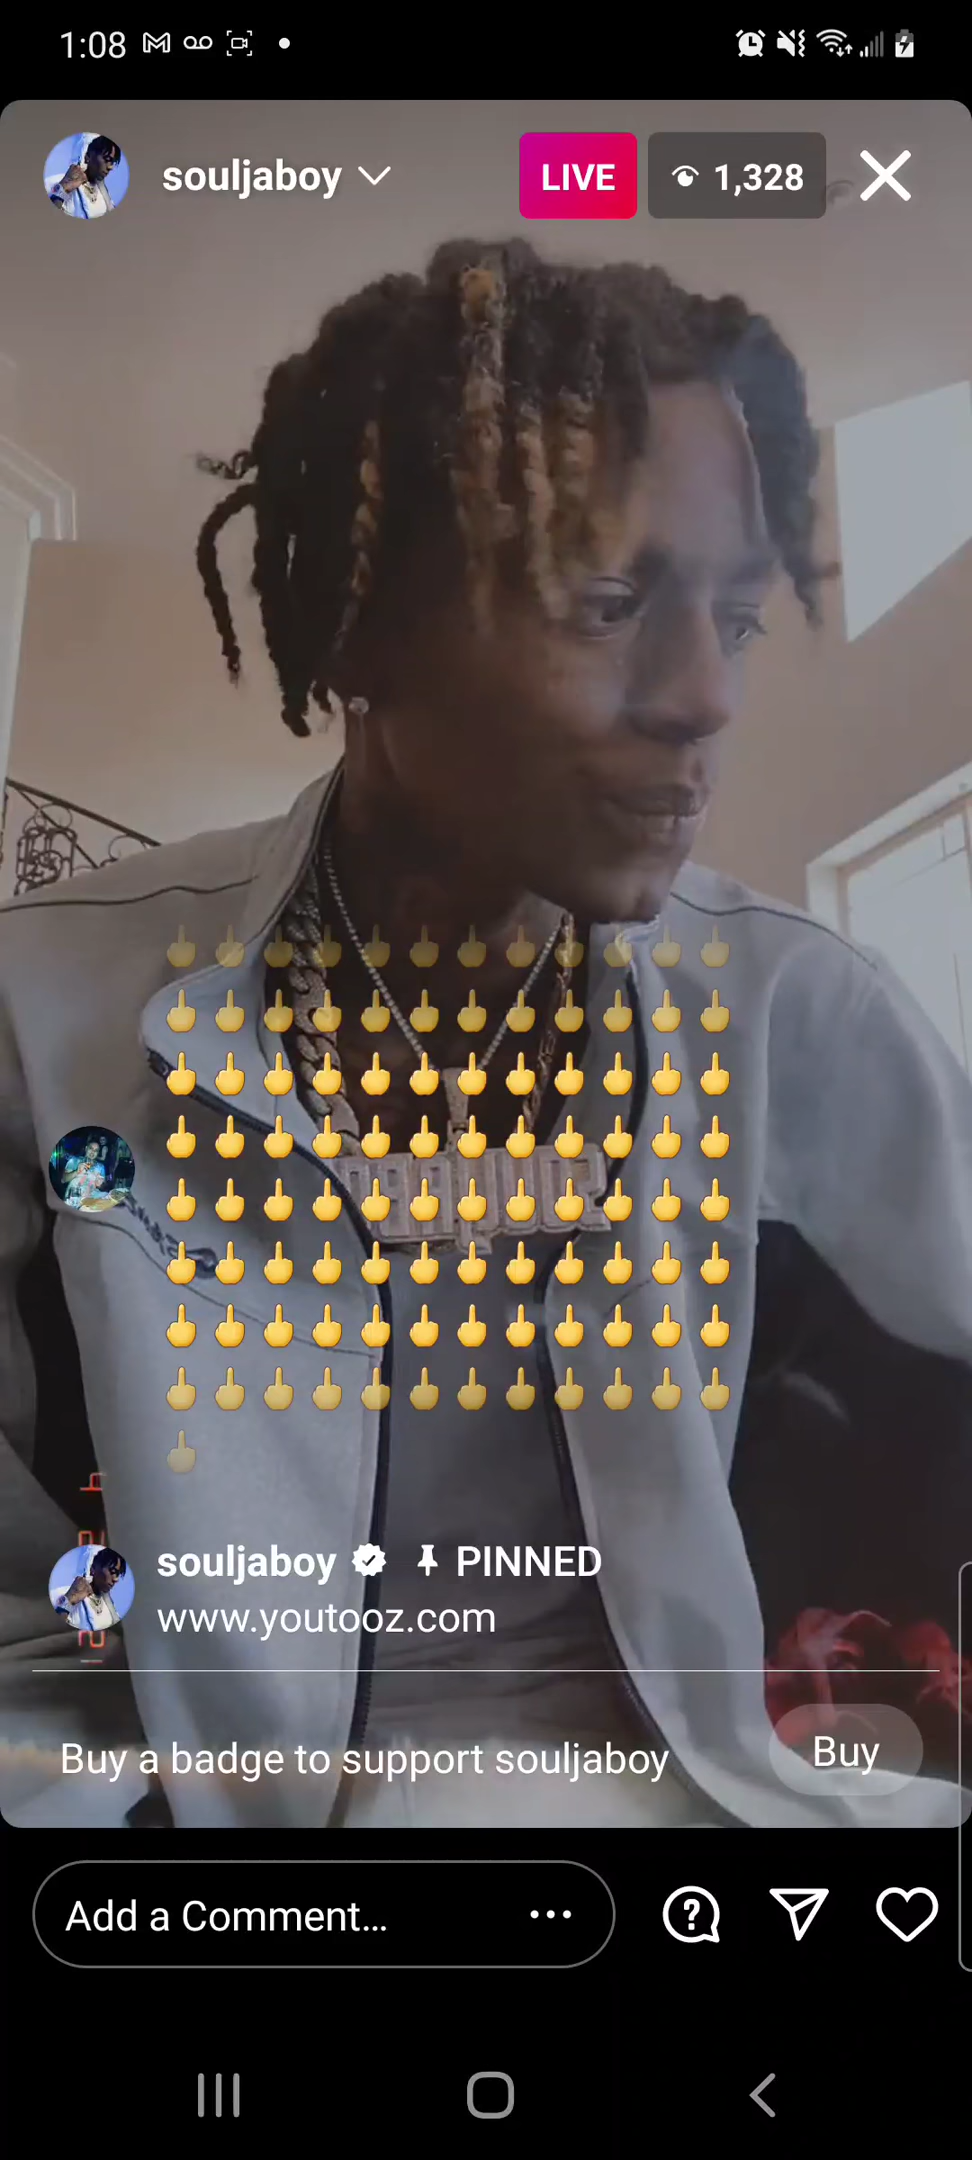 1:08
souljaboy
LIVE
1,328
souljaboy PINNED
www.youtooz.com
Buy a badge to support souljaboy
Buy
Add a Comment...